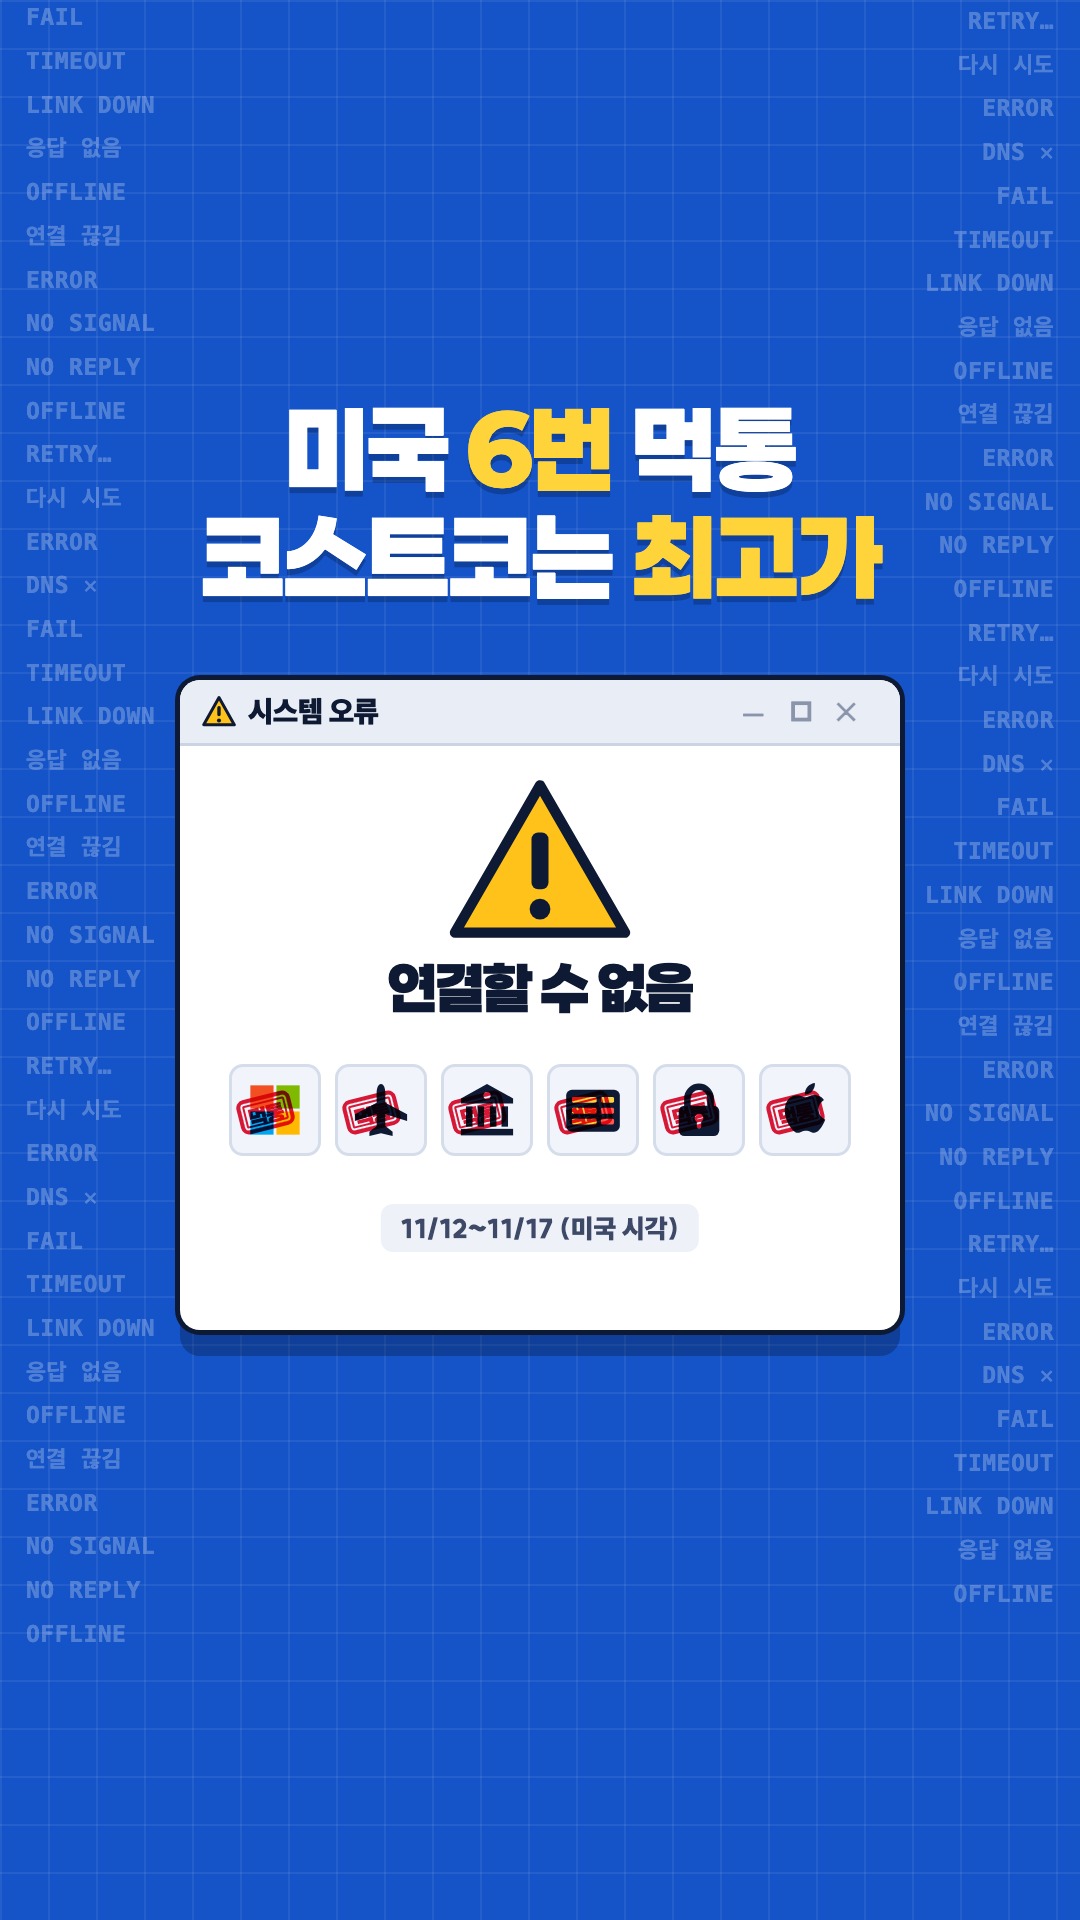 FAIL
TIMEOUT
LINK DOWN
응답 없음
OFFLINE
연결 끊김
ERROR
NO SIGNAL
NO REPLY
OFFLINE
RETRY…
다시 시도
ERROR
DNS ×
FAIL
TIMEOUT
LINK DOWN
응답 없음
OFFLINE
연결 끊김
ERROR
NO SIGNAL
NO REPLY
OFFLINE
RETRY…
다시 시도
ERROR
DNS ×
FAIL
TIMEOUT
LINK DOWN
응답 없음
OFFLINE
연결 끊김
ERROR
NO SIGNAL
NO REPLY
OFFLINE
미국 6번 먹통
코스트코는 최고가
시스템 오류
연결할 수 없음
11/12~11/17 (미국 시각)
RETRY…
다시 시도
ERROR
DNS ×
FAIL
TIMEOUT
LINK DOWN
응답 없음
OFFLINE
연결 끊김
ERROR
NO SIGNAL
NO REPLY
OFFLINE
RETRY…
다시 시도
ERROR
DNS ×
FAIL
TIMEOUT
LINK DOWN
응답 없음
OFFLINE
연결 끊김
ERROR
NO SIGNAL
NO REPLY
OFFLINE
RETRY…
다시 시도
ERROR
DNS ×
FAIL
TIMEOUT
LINK DOWN
응답 없음
OFFLINE